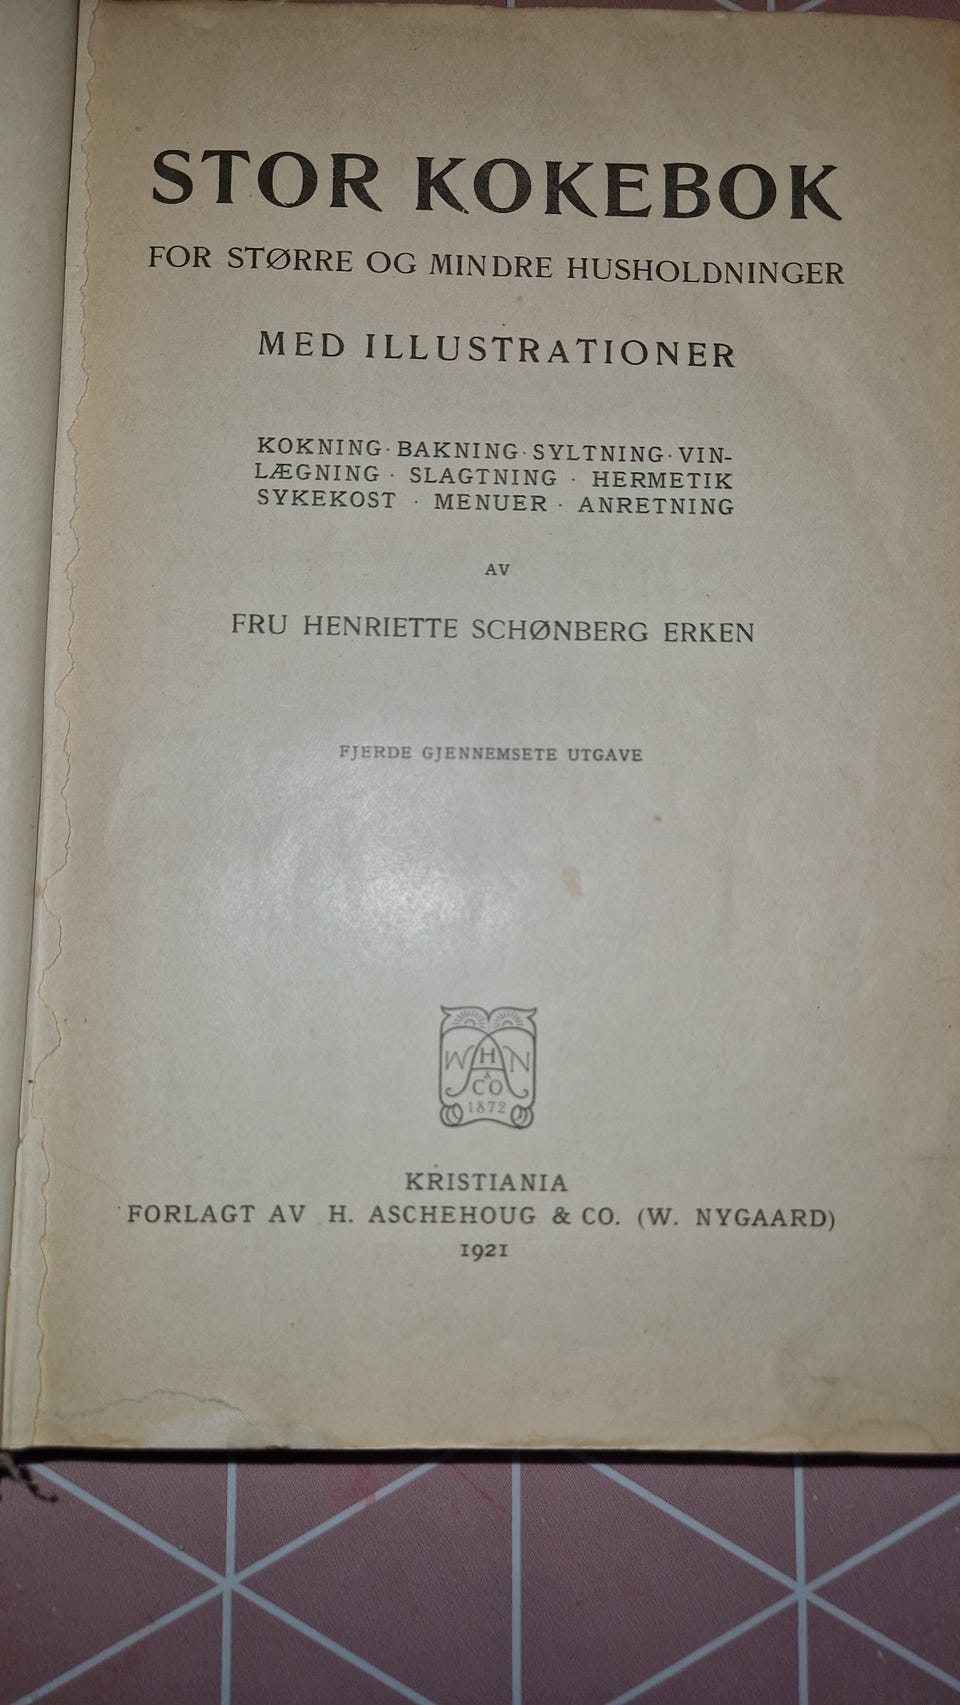 STOR KOKEBOK
FOR STØRRE OG MINDRE HUSHOLDNINGER
MED ILLUSTRATIONER
KOKNING · BAKNING · SYLTNING · VIN-
LÆGNING · SLAGTNING · HERMETIK
SYKEKOST · MENUER · ANRETNING
AV
FRU HENRIETTE SCHØNBERG ERKEN
FJERDE GJENNEMSETE UTGAVE
W H N
A
CO
1872
KRISTIANIA
FORLAGT AV H. ASCHEHOUG & CO. (W. NYGAARD)
1921